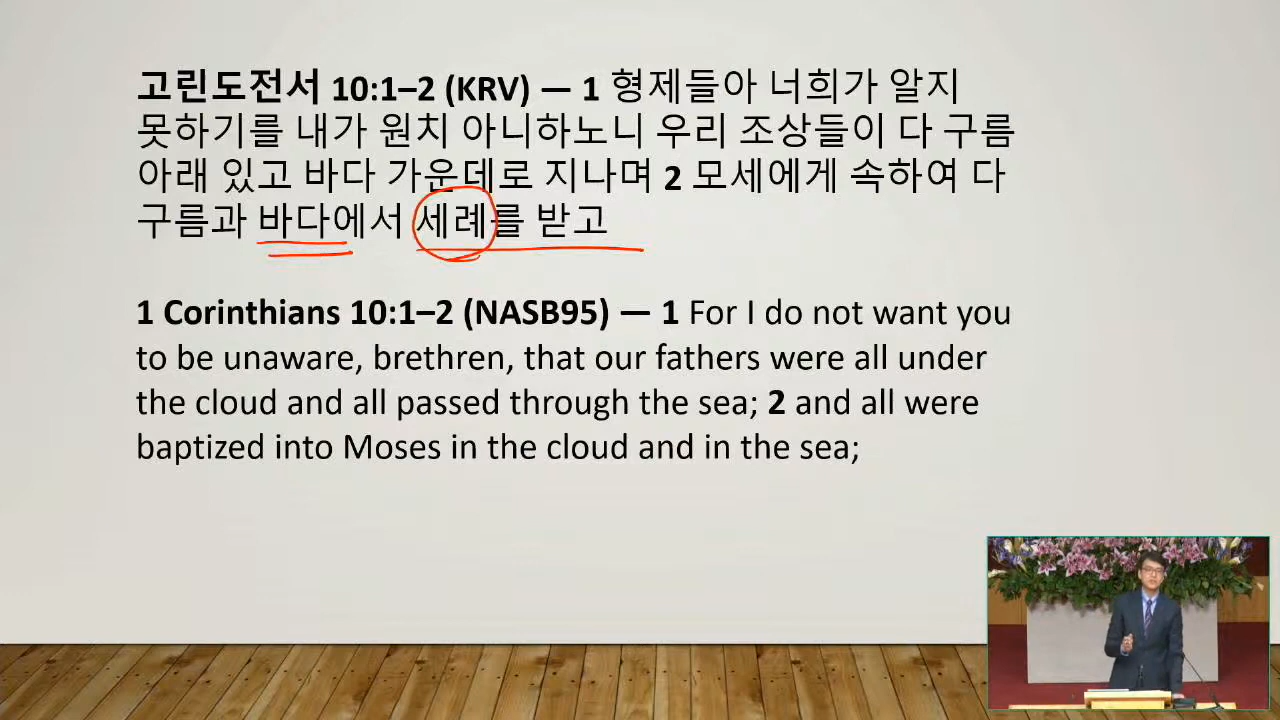 고린도전서 10:1–2 (KRV) — 1 형제들아 너희가 알지
못하기를 내가 원치 아니하노니 우리 조상들이 다 구름
아래 있고 바다 가운데로 지나며 2 모세에게 속하여 다
구름과 바다에서 세례를 받고
1 Corinthians 10:1–2 (NASB95) — 1 For I do not want you
to be unaware, brethren, that our fathers were all under
the cloud and all passed through the sea; 2 and all were
baptized into Moses in the cloud and in the sea;